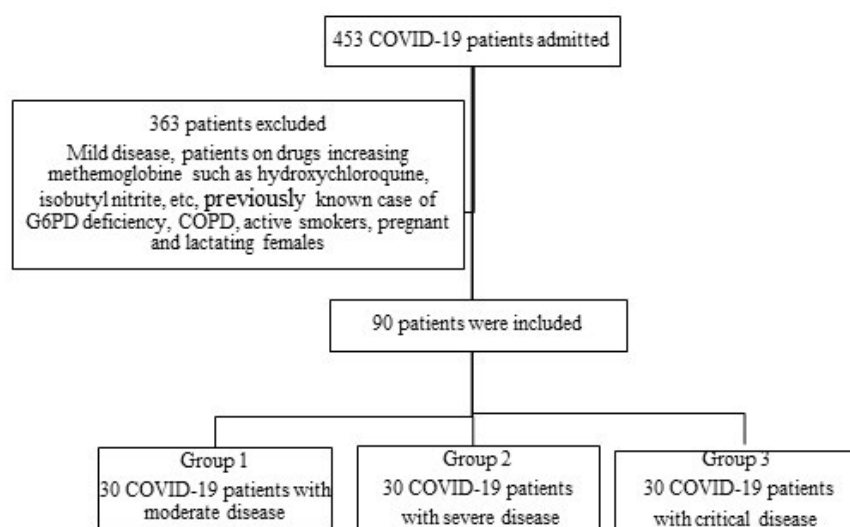 453 COVID-19 patients admitted
363 patients excluded
Mild disease, patients on drugs increasing
methemoglobine such as hydroxychloroquine,
isobutyl nitrite, etc, previously known case of
G6PD deficiency, COPD, active smokers, pregnant
and lactating females
90 patients were included
Group 1
30 COVID-19 patients with
moderate disease
Group 2
30 COVID-19 patients
with severe disease
Group 3
30 COVID-19 patients
with critical disease